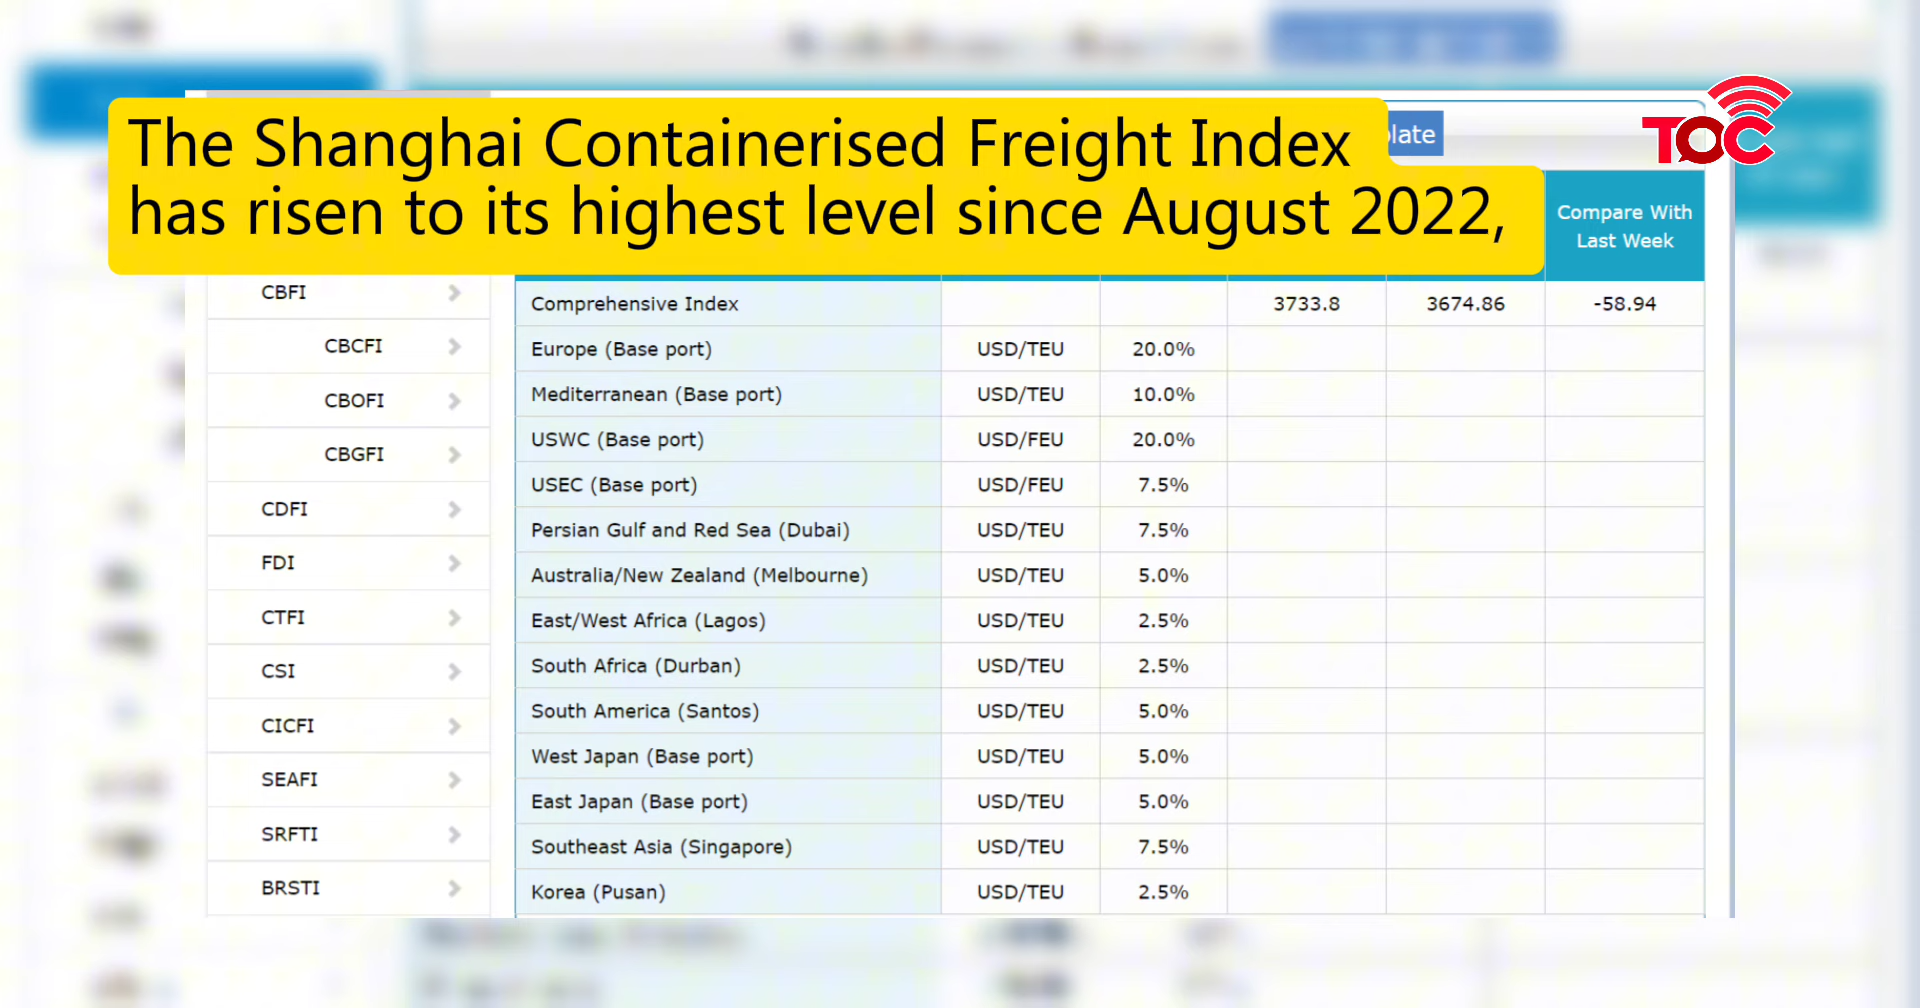 The Shanghai Containerised Freight Index
has risen to its highest level since August 2022,
TOC
Compare With
Last Week
CBFI
CBCFI
CBOFI
CBGFI
CDFI
FDI
CTFI
CSI
CICFI
SEAFI
SRFTI
BRSTI
Comprehensive Index 3733.8 3674.86 -58.94
Europe (Base port) USD/TEU 20.0%
Mediterranean (Base port) USD/TEU 10.0%
USWC (Base port) USD/FEU 20.0%
USEC (Base port) USD/FEU 7.5%
Persian Gulf and Red Sea (Dubai) USD/TEU 7.5%
Australia/New Zealand (Melbourne) USD/TEU 5.0%
East/West Africa (Lagos) USD/TEU 2.5%
South Africa (Durban) USD/TEU 2.5%
South America (Santos) USD/TEU 5.0%
West Japan (Base port) USD/TEU 5.0%
East Japan (Base port) USD/TEU 5.0%
Southeast Asia (Singapore) USD/TEU 7.5%
Korea (Pusan) USD/TEU 2.5%